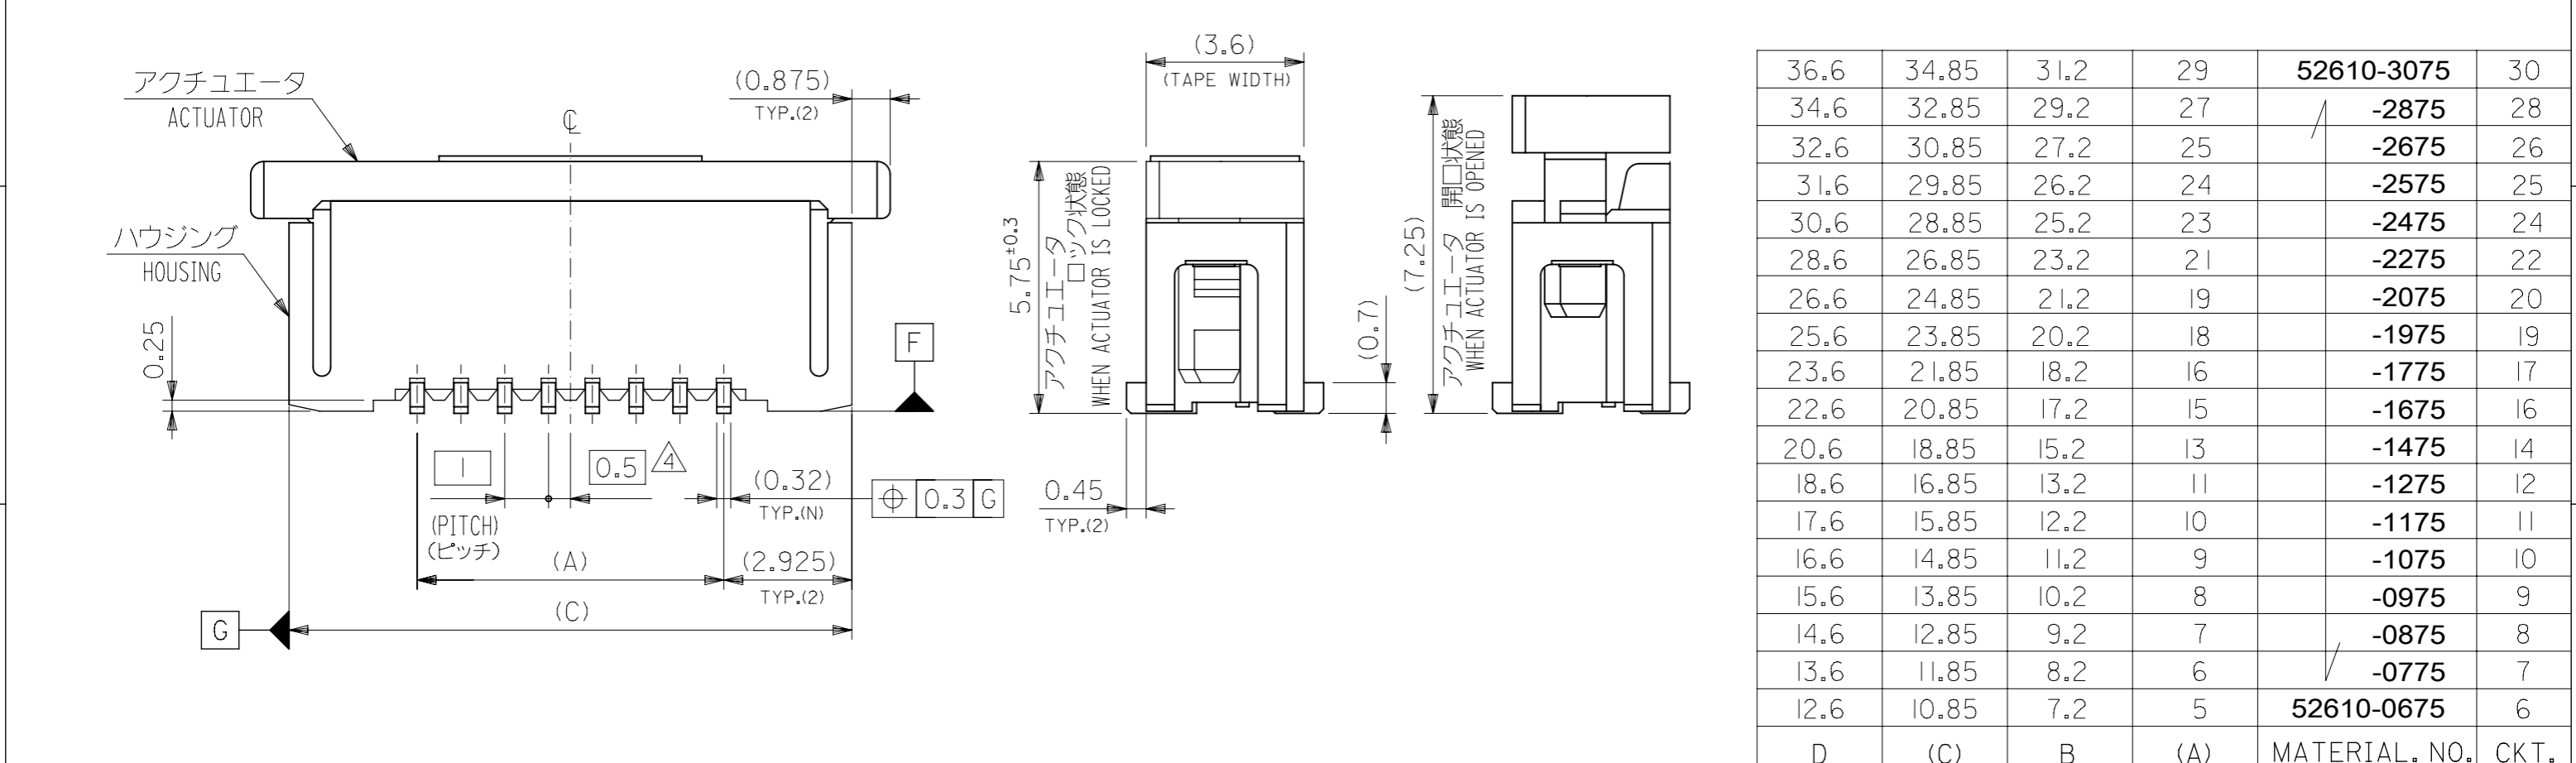 アクチュエータ
ACTUATOR
(0.875)
TYP.(2)
℄
ハウジング
HOUSING
0.25
F
1
0.5 4
(0.32)
TYP.(N)
⌖ 0.3 G
(PITCH)
(ピッチ)
(A)
(2.925)
TYP.(2)
(C)
G
(3.6)
(TAPE WIDTH)
5.75±0.3
アクチュエータ
ロック状態
WHEN ACTUATOR IS LOCKED
(0.7)
0.45
TYP.(2)
(7.25)
アクチュエータ 開口状態
WHEN ACTUATOR IS OPENED
36.6 34.85 31.2 29 52610-3075 30
34.6 32.85 29.2 27 -2875 28
32.6 30.85 27.2 25 -2675 26
31.6 29.85 26.2 24 -2575 25
30.6 28.85 25.2 23 -2475 24
28.6 26.85 23.2 21 -2275 22
26.6 24.85 21.2 19 -2075 20
25.6 23.85 20.2 18 -1975 19
23.6 21.85 18.2 16 -1775 17
22.6 20.85 17.2 15 -1675 16
20.6 18.85 15.2 13 -1475 14
18.6 16.85 13.2 11 -1275 12
17.6 15.85 12.2 10 -1175 11
16.6 14.85 11.2 9 -1075 10
15.6 13.85 10.2 8 -0975 9
14.6 12.85 9.2 7 -0875 8
13.6 11.85 8.2 6 -0775 7
12.6 10.85 7.2 5 52610-0675 6
D (C) B (A) MATERIAL. NO. CKT.